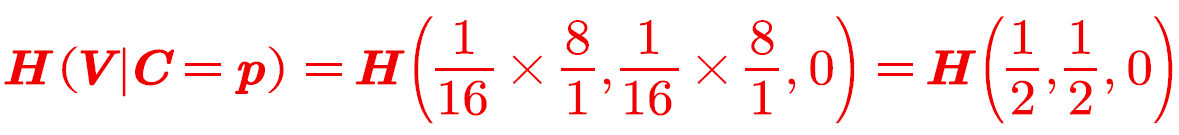 H(V|C = p) = H(1/16 × 8/1, 1/16 × 8/1, 0) = H(1/2, 1/2, 0)